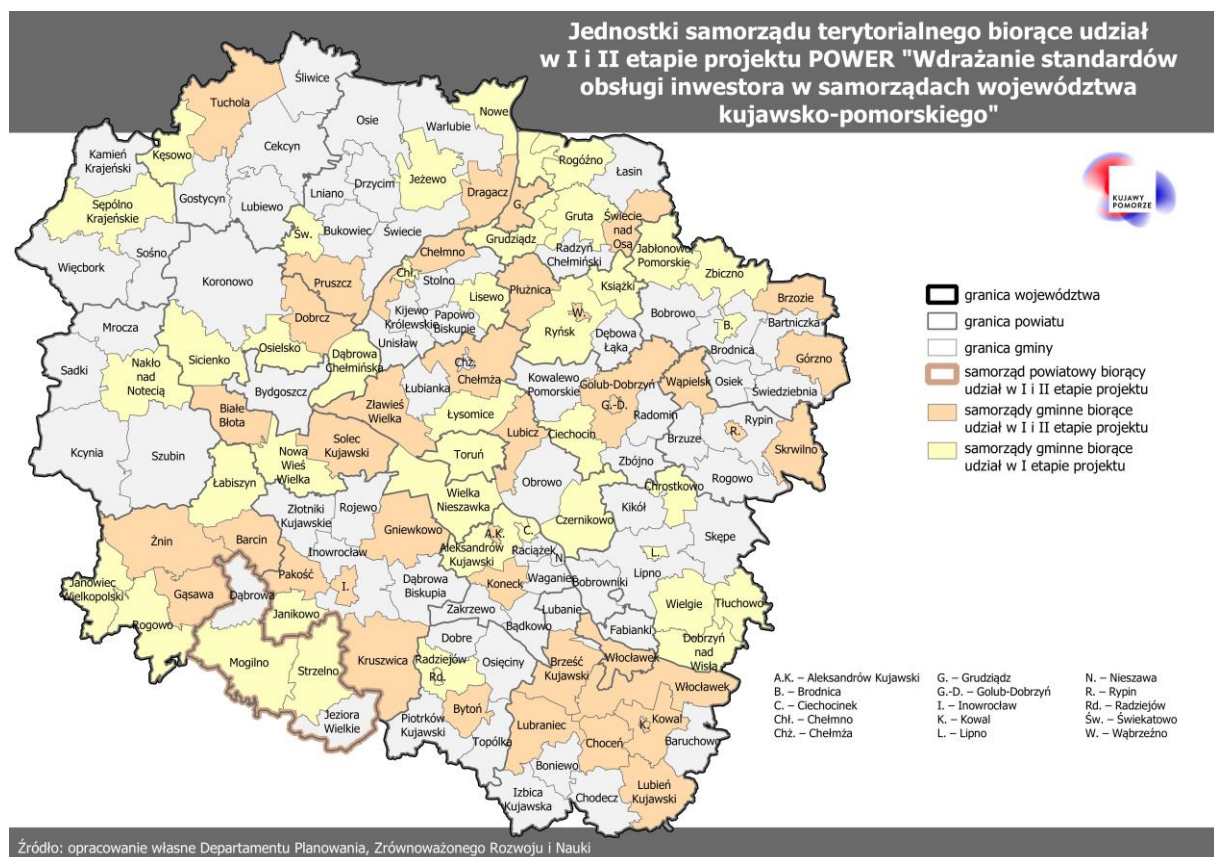 Jednostki samorządu terytorialnego biorące udział
w I i II etapie projektu POWER "Wdrażanie standardów
obsługi inwestora w samorządach województwa
kujawsko-pomorskiego"
KUJAWY
POMORZE
Śliwice
Tuchola
Nowe
Osie
Warlubie
Cekcyn
Kamień
Krajeński
Kęsowo
Rogóźno
Łasin
Jeżewo
Lniano
Drzycim
Dragacz
G.
Sępólno
Krajeńskie
Gostycyn
Lubiewo
Gruta
Świecie
nad
Osą
Św.
Bukowiec
Świecie
Grudziądz
Radzyń
Chełmiński
Jabłonowo
Pomorskie
Zbiczno
Sośno
Więcbork
Koronowo
Chełmno
Chł.
Stolno
Pruszcz
Lisewo
Płużnica
Książki
Brzozie
Kijewo
Królewskie
Papowo
Biskupie
W.
Bobrowo
Bartniczka
Dobrcz
Unisław
Ryńsk
Dębowa
Łąka
B.
Brodnica
Mrocza
Sicienko
Osielsko
Dąbrowa
Chełmińska
Chż.
Chełmża
Górzno
Sadki
Nakło
nad
Notecią
Bydgoszcz
Łubianka
Kowalewo
Pomorskie
Golub-Dobrzyń
G.-D.
Wąpielsk
Osiek
Świedziebnia
Białe
Błota
Zławieś
Wielka
Łysomice
Radomin
Rypin
R.
Kcynia
Szubin
Solec
Kujawski
Lubicz
Ciechocin
Brzuze
Skrwilno
Nowa
Wieś
Wielka
Toruń
Zbójno
Rogowo
Łabiszyn
Obrowo
Chrostkowo
Wielka
Nieszawka
Czernikowo
Kikół
Złotniki
Kujawskie
Rojewo
Gniewkowo
Skępe
Żnin
Barcin
Inowrocław
A.K.
C.
Aleksandrów
Kujawski
Raciążek
N.
L.
Lipno
Janowiec
Wielkopolski
Gąsawa
Pakość
I.
Dąbrowa
Biskupia
Koneck
Waganiec
Bobrowniki
Dąbrowa
Wielgie
Tłuchowo
Rogowo
Janikowo
Zakrzewo
Lubanie
Bądkowo
Fabianki
Dobrzyń
nad
Wisłą
Dobre
Mogilno
Strzelno
Kruszwica
Radziejów
Rd.
Osięciny
Brześć
Kujawski
Włocławek
Włocławek
Jeziora
Wielkie
Bytoń
Lubraniec
K.
Kowal
Piotrków
Kujawski
Topólka
Choceń
Baruchowo
Boniewo
Lubień
Kujawski
Izbica
Kujawska
Chodecz
granica województwa
granica powiatu
granica gminy
samorząd powiatowy biorący
udział w I i II etapie projektu
samorządy gminne biorące
udział w I i II etapie projektu
samorządy gminne biorące
udział w I etapie projektu
A.K. – Aleksandrów Kujawski
B. – Brodnica
C. – Ciechocinek
Chł. – Chełmno
Chż. – Chełmża
G. – Grudziądz
G.-D. – Golub-Dobrzyń
I. – Inowrocław
K. – Kowal
L. – Lipno
N. – Nieszawa
R. – Rypin
Rd. – Radziejów
Św. – Świekatowo
W. – Wąbrzeźno
Źródło: opracowanie własne Departamentu Planowania, Zrównoważonego Rozwoju i Nauki